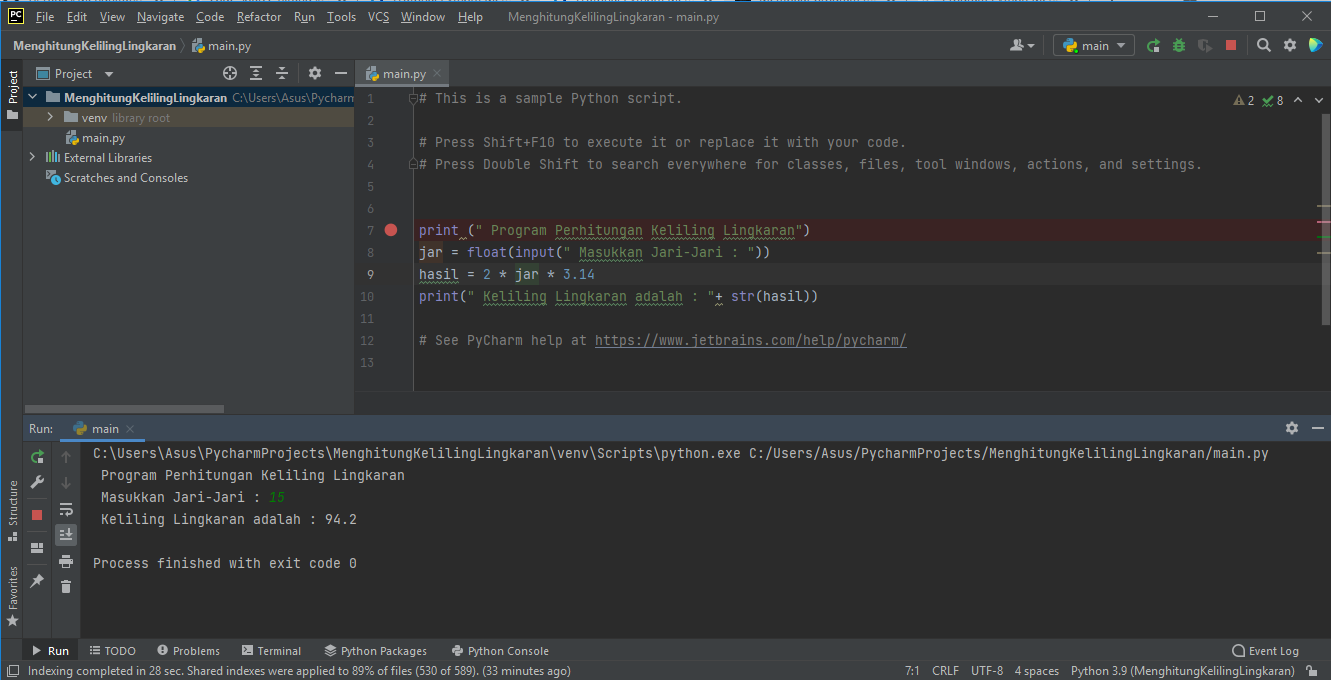 PC File Edit View Navigate Code Refactor Run Tools VCS Window Help MenghitungKelilingLingkaran - main.py
MenghitungKelilingLingkaran main.py main
Project main.py
Project
MenghitungKelilingLingkaran C:\Users\Asus\Pycharm
venv library root
main.py
External Libraries
Scratches and Consoles
2 8
1 # This is a sample Python script.
2
3 # Press Shift+F10 to execute it or replace it with your code.
4 # Press Double Shift to search everywhere for classes, files, tool windows, actions, and settings.
5
6
7 print (" Program Perhitungan Keliling Lingkaran")
8 jar = float(input(" Masukkan Jari-Jari : "))
9 hasil = 2 * jar * 3.14
10 print(" Keliling Lingkaran adalah : "+ str(hasil))
11
12 # See PyCharm help at https://www.jetbrains.com/help/pycharm/
13
Run: main
C:\Users\Asus\PycharmProjects\MenghitungKelilingLingkaran\venv\Scripts\python.exe C:/Users/Asus/PycharmProjects/MenghitungKelilingLingkaran/main.py
Program Perhitungan Keliling Lingkaran
Masukkan Jari-Jari : 15
Keliling Lingkaran adalah : 94.2
Process finished with exit code 0
Structure
Favorites
Run TODO Problems Terminal Python Packages Python Console Event Log
Indexing completed in 28 sec. Shared indexes were applied to 89% of files (530 of 589). (33 minutes ago) 7:1 CRLF UTF-8 4 spaces Python 3.9 (MenghitungKelilingLingkaran)